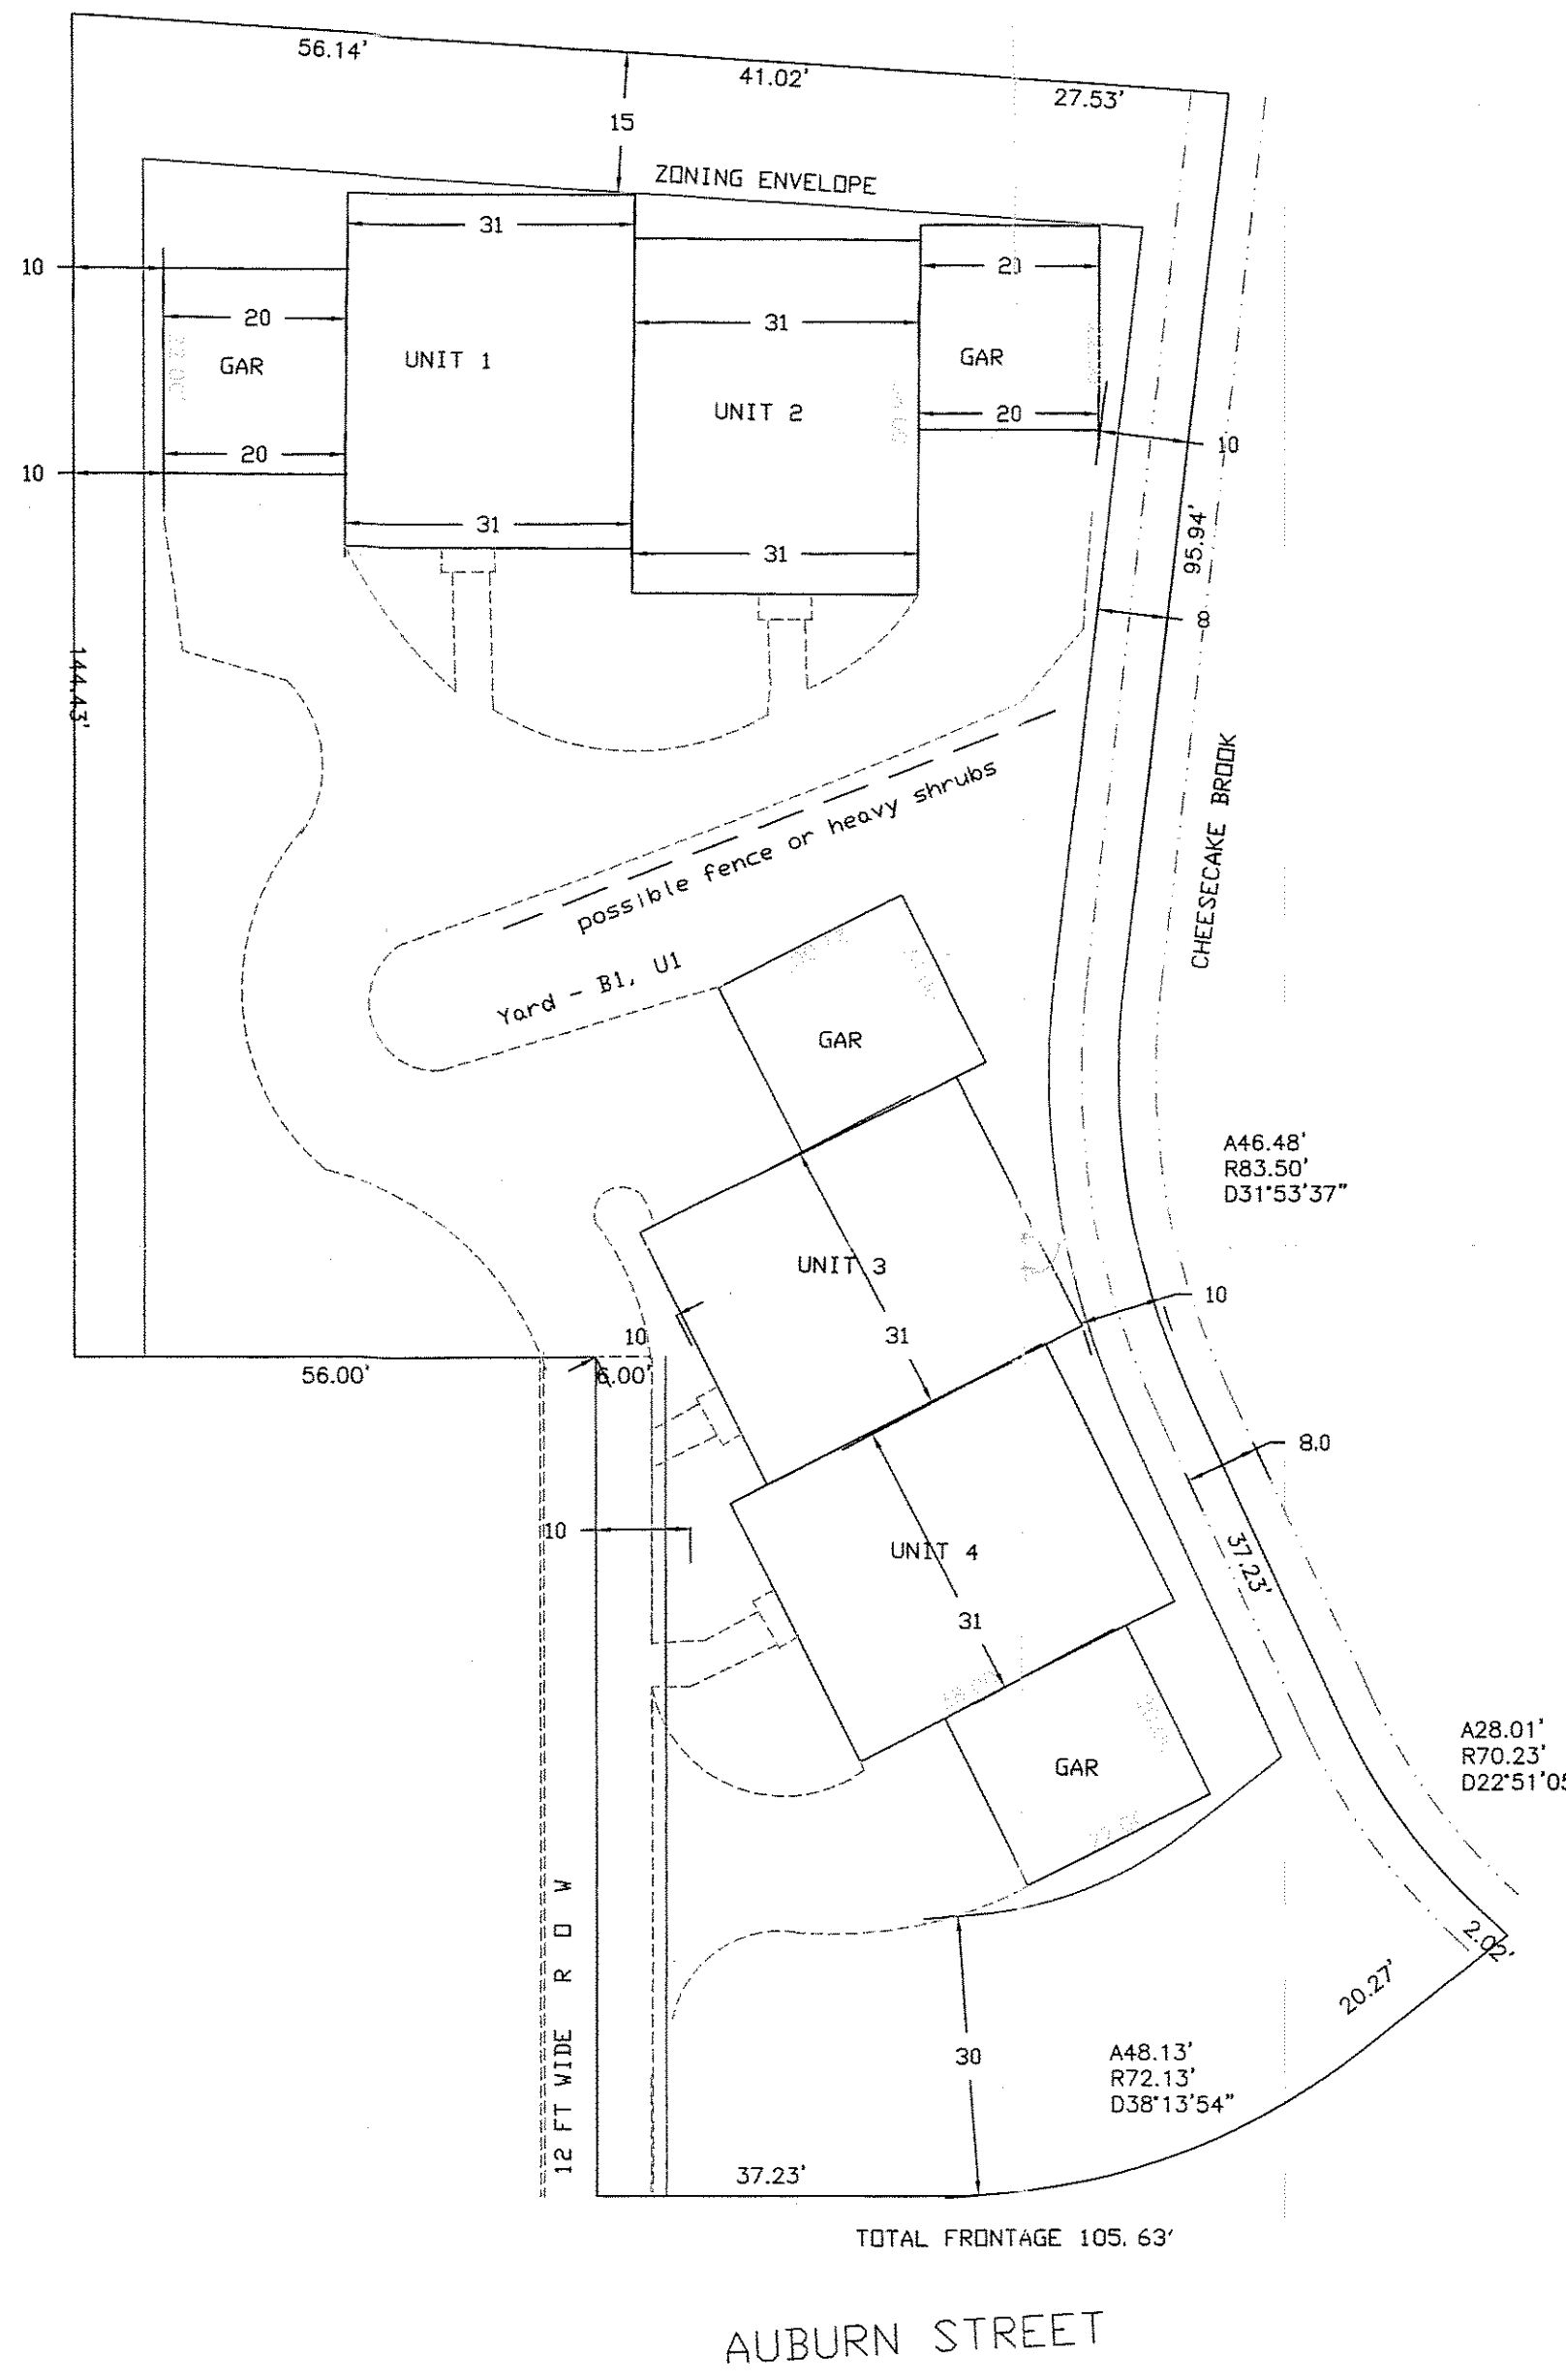 56.14'
41.02'
27.53'
15
ZONING ENVELOPE
31
10
20
20
31
GAR
UNIT 1
GAR
UNIT 2
20
10
10
20
31
31
95.94'
8
144.43'
CHEESECAKE BROOK
possible fence or heavy shrubs
Yard - B1, U1
GAR
A46.48'
R83.50'
D31°53'37"
UNIT 3
10
31
10
56.00'
6.00'
8.0
10
UNIT 4
37.23'
31
GAR
A28.01'
R70.23'
D22°51'05
2.02'
20.27'
12 FT WIDE R O W
30
A48.13'
R72.13'
D38°13'54"
37.23'
TOTAL FRONTAGE 105.63'
AUBURN STREET